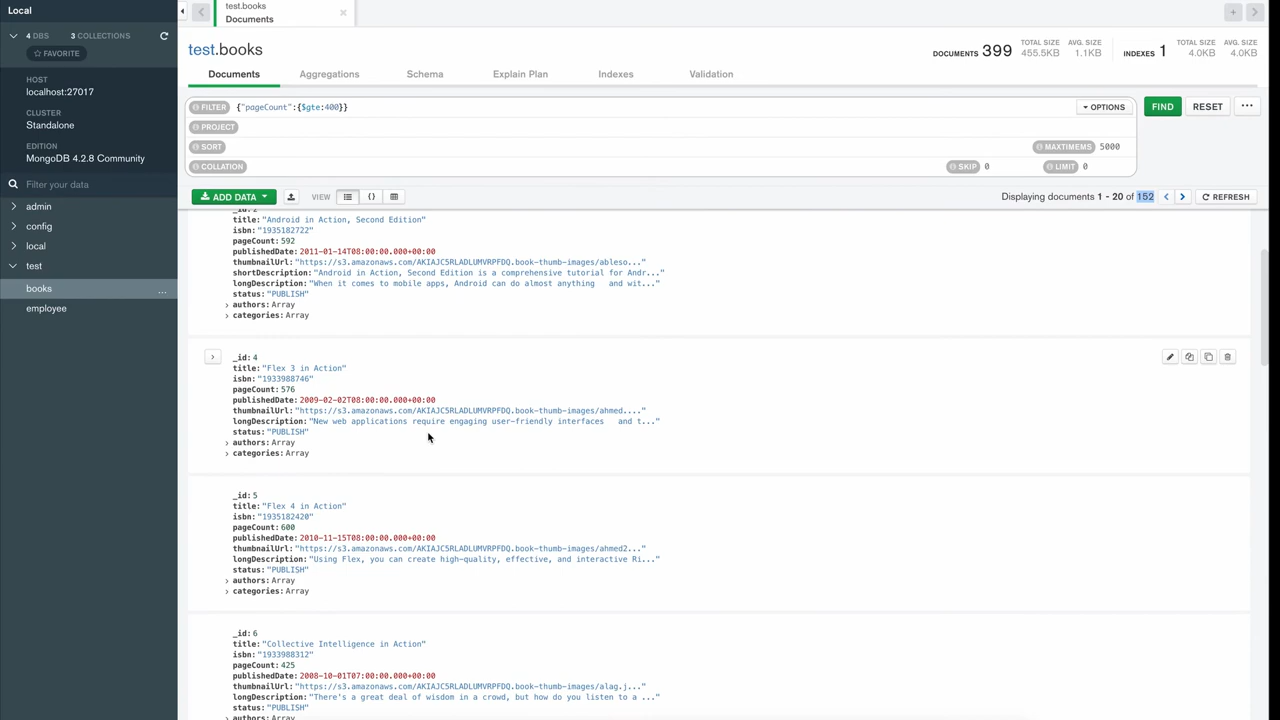 Local
4 DBS 3 COLLECTIONS
FAVORITE
HOST
localhost:27017
CLUSTER
Standalone
EDITION
MongoDB 4.2.8 Community
Filter your data
admin
config
local
test
books
...
employee
test.books
Documents
test.books
DOCUMENTS 399 TOTAL SIZE 455.5KB AVG. SIZE 1.1KB INDEXES 1 TOTAL SIZE 4.0KB AVG. SIZE 4.0KB
Documents Aggregations Schema Explain Plan Indexes Validation
FILTER {"pageCount":{$gte:400}} OPTIONS FIND RESET ...
PROJECT
SORT MAXTIMEMS 5000
COLLATION SKIP 0 LIMIT 0
ADD DATA VIEW {} Displaying documents 1 - 20 of 152 REFRESH
_id: 2
title: "Android in Action, Second Edition"
isbn: "1935182722"
pageCount: 592
publishedDate: 2011-01-14T08:00:00.000+00:00
thumbnailUrl: "https://s3.amazonaws.com/AKIAJC5RLADLUMVRPFDQ.book-thumb-images/ableso..."
shortDescription: "Android in Action, Second Edition is a comprehensive tutorial for Andr..."
longDescription: "When it comes to mobile apps, Android can do almost anything   and wit..."
status: "PUBLISH"
authors: Array
categories: Array
_id: 4
title: "Flex 3 in Action"
isbn: "1933988746"
pageCount: 576
publishedDate: 2009-02-02T08:00:00.000+00:00
thumbnailUrl: "https://s3.amazonaws.com/AKIAJC5RLADLUMVRPFDQ.book-thumb-images/ahmed...."
longDescription: "New web applications require engaging user-friendly interfaces   and t..."
status: "PUBLISH"
authors: Array
categories: Array
_id: 5
title: "Flex 4 in Action"
isbn: "1935182420"
pageCount: 600
publishedDate: 2010-11-15T08:00:00.000+00:00
thumbnailUrl: "https://s3.amazonaws.com/AKIAJC5RLADLUMVRPFDQ.book-thumb-images/ahmed2..."
longDescription: "Using Flex, you can create high-quality, effective, and interactive Ri..."
status: "PUBLISH"
authors: Array
categories: Array
_id: 6
title: "Collective Intelligence in Action"
isbn: "1933988312"
pageCount: 425
publishedDate: 2008-10-01T07:00:00.000+00:00
thumbnailUrl: "https://s3.amazonaws.com/AKIAJC5RLADLUMVRPFDQ.book-thumb-images/alag.j..."
longDescription: "There's a great deal of wisdom in a crowd, but how do you listen to a ..."
status: "PUBLISH"
authors: Array